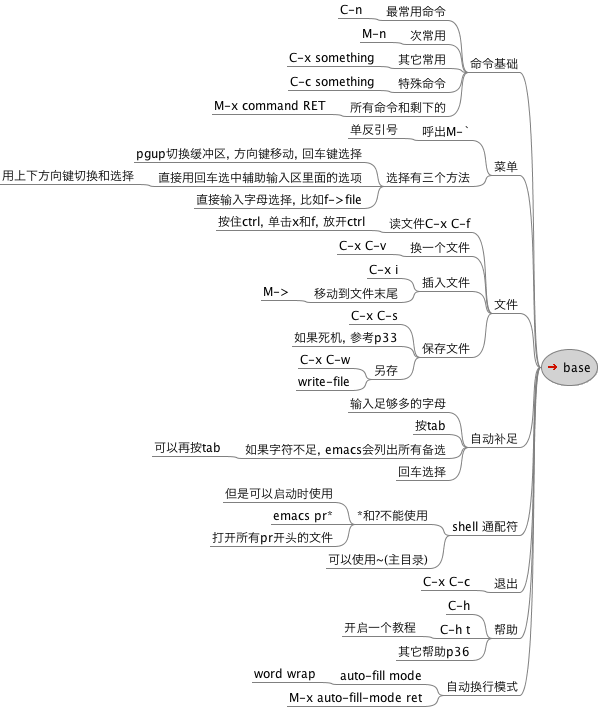 C-n 最常用命令
M-n 次常用
C-x something 其它常用
C-c something 特殊命令
命令基础
M-x command RET 所有命令和剩下的
单反引号 呼出M-`
pgup切换缓冲区, 方向键移动, 回车键选择
菜单
用上下方向键切换和选择 直接用回车选中辅助输入区里面的选项 选择有三个方法
直接输入字母选择, 比如f->file
按住ctrl, 单击x和f, 放开ctrl 读文件C-x C-f
C-x C-v 换一个文件
C-x i
插入文件
M-> 移动到文件末尾
文件
C-x C-s
如果死机, 参考p33
保存文件
C-x C-w
另存
write-file
base
输入足够多的字母
按tab
自动补足
可以再按tab 如果字符不足, emacs会列出所有备选
回车选择
但是可以启动时使用
emacs pr* *和?不能使用
shell 通配符
打开所有pr开头的文件
可以使用~(主目录)
C-x C-c 退出
C-h
开启一个教程 C-h t 帮助
其它帮助p36
word wrap auto-fill mode
自动换行模式
M-x auto-fill-mode ret